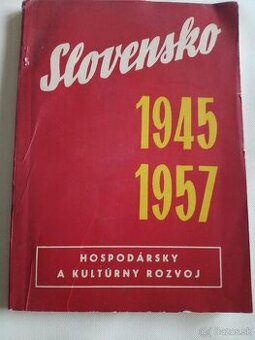 Slovensko
1945
1957
HOSPODÁRSKY
A KULTÚRNY ROZVOJ